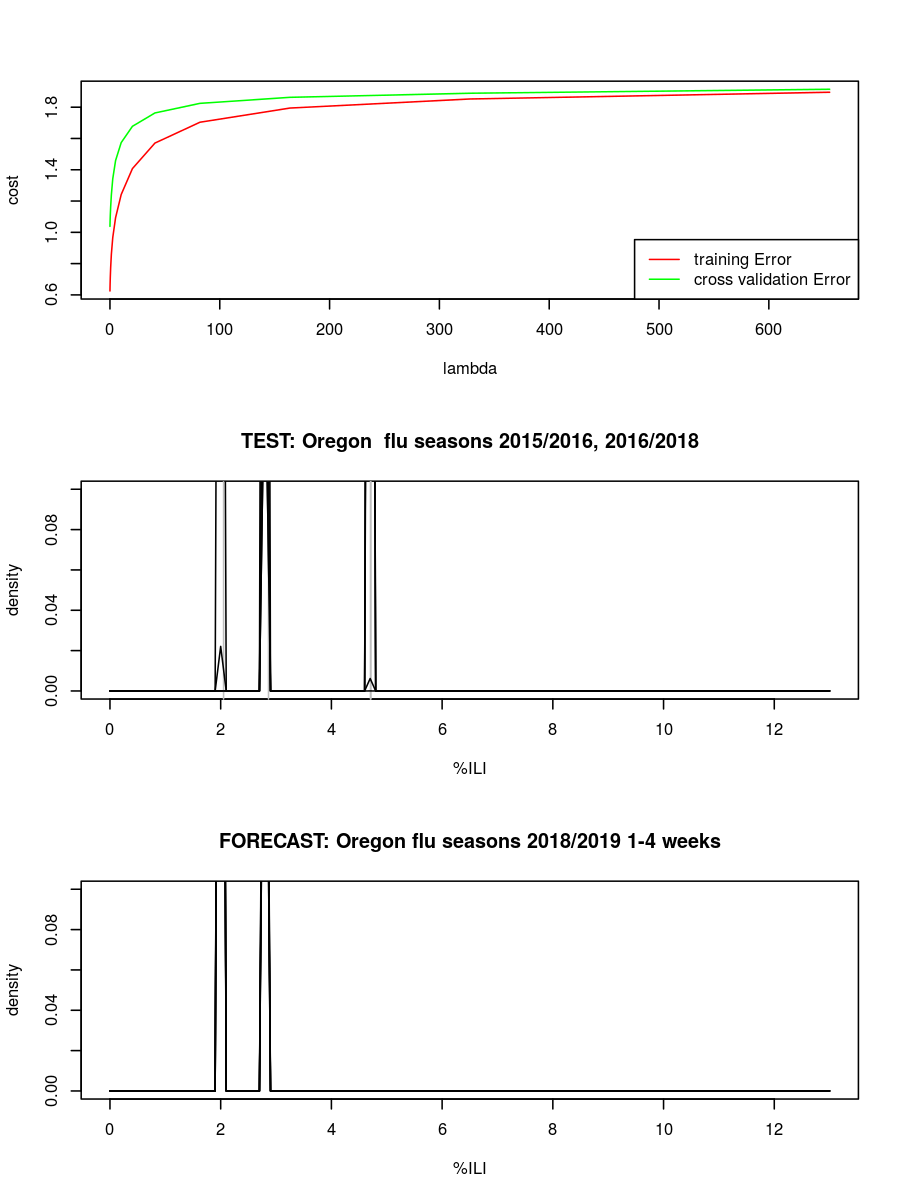 cost
0.6
1.0
1.4
1.8
training Error
cross validation Error
0 100 200 300 400 500 600
lambda
TEST: Oregon  flu seasons 2015/2016, 2016/2018
density
0.00
0.04
0.08
0 2 4 6 8 10 12
%ILI
FORECAST: Oregon flu seasons 2018/2019 1-4 weeks
density
0.00
0.04
0.08
0 2 4 6 8 10 12
%ILI